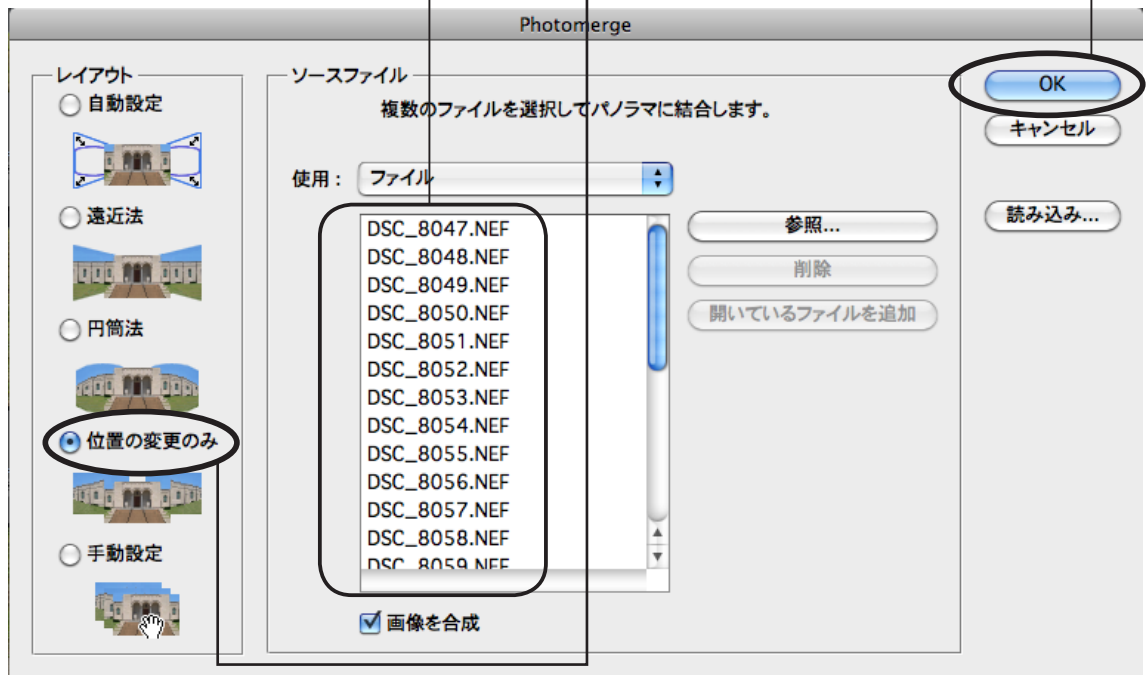 Photomerge
レイアウト
自動設定
遠近法
円筒法
位置の変更のみ
手動設定
ソースファイル
複数のファイルを選択してパノラマに結合します。
使用： ファイル
DSC_8047.NEF
DSC_8048.NEF
DSC_8049.NEF
DSC_8050.NEF
DSC_8051.NEF
DSC_8052.NEF
DSC_8053.NEF
DSC_8054.NEF
DSC_8055.NEF
DSC_8056.NEF
DSC_8057.NEF
DSC_8058.NEF
DSC_8059.NEF
画像を合成
参照...
削除
開いているファイルを追加
OK
キャンセル
読み込み...